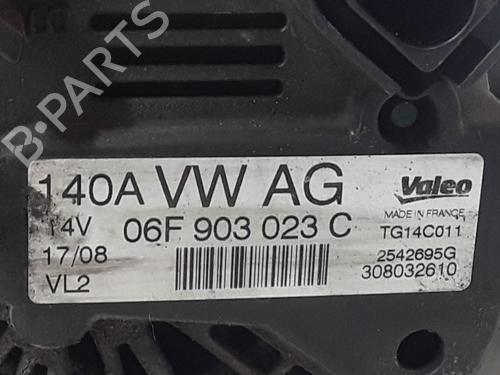 B-PARTS
140A VW AG
14V 06F 903 023 C
17/08
VL2
Valeo
MADE IN FRANCE
TG14C011
2542695G
308032610